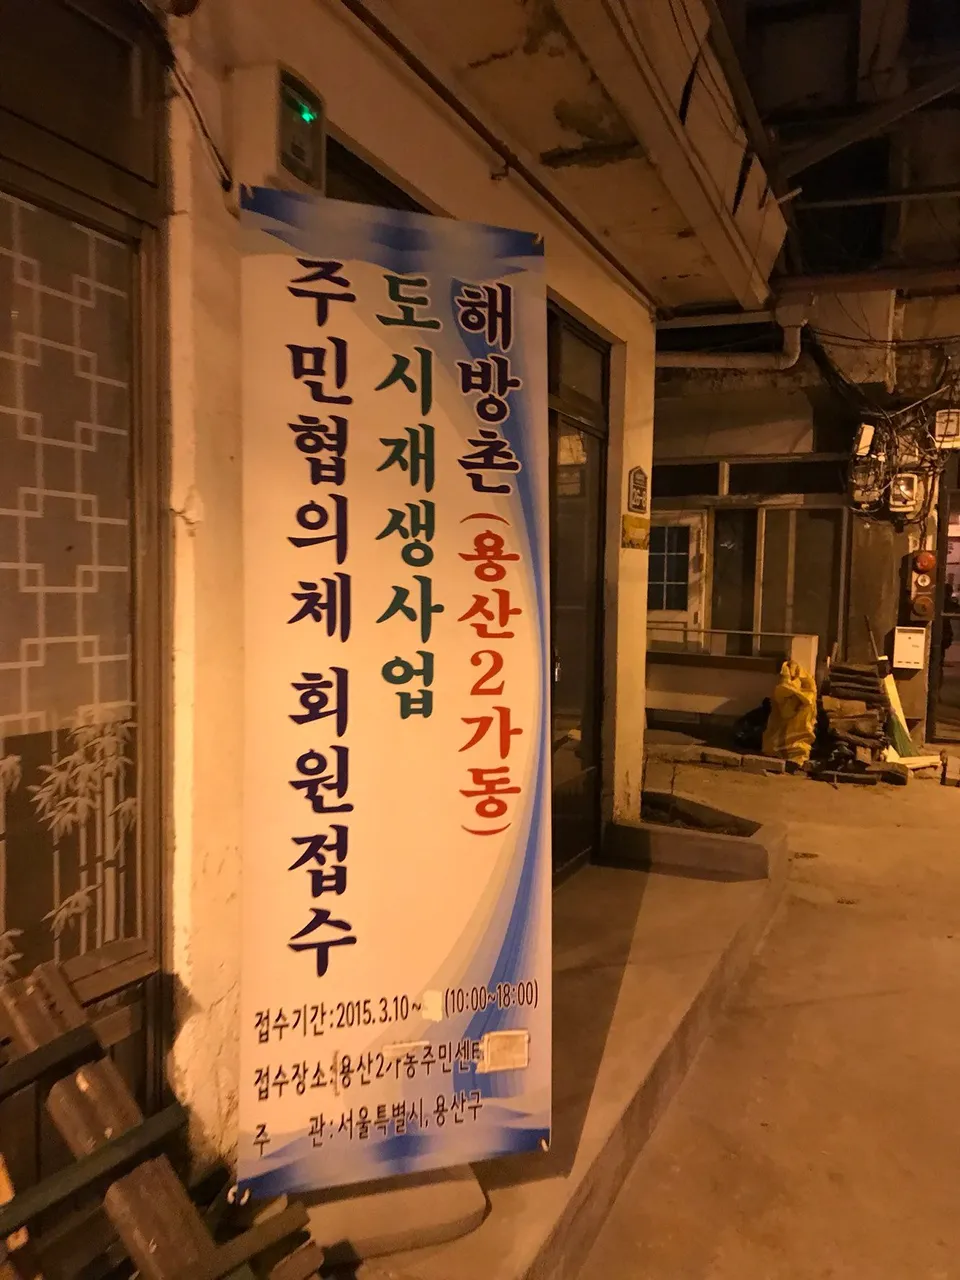 해방촌(용산2가동)
도시재생사업
주민협의체 회원접수
접수기간:2015.3.10~ (10:00~18:00)
접수장소:용산2가동주민센터
주 관:서울특별시,용산구